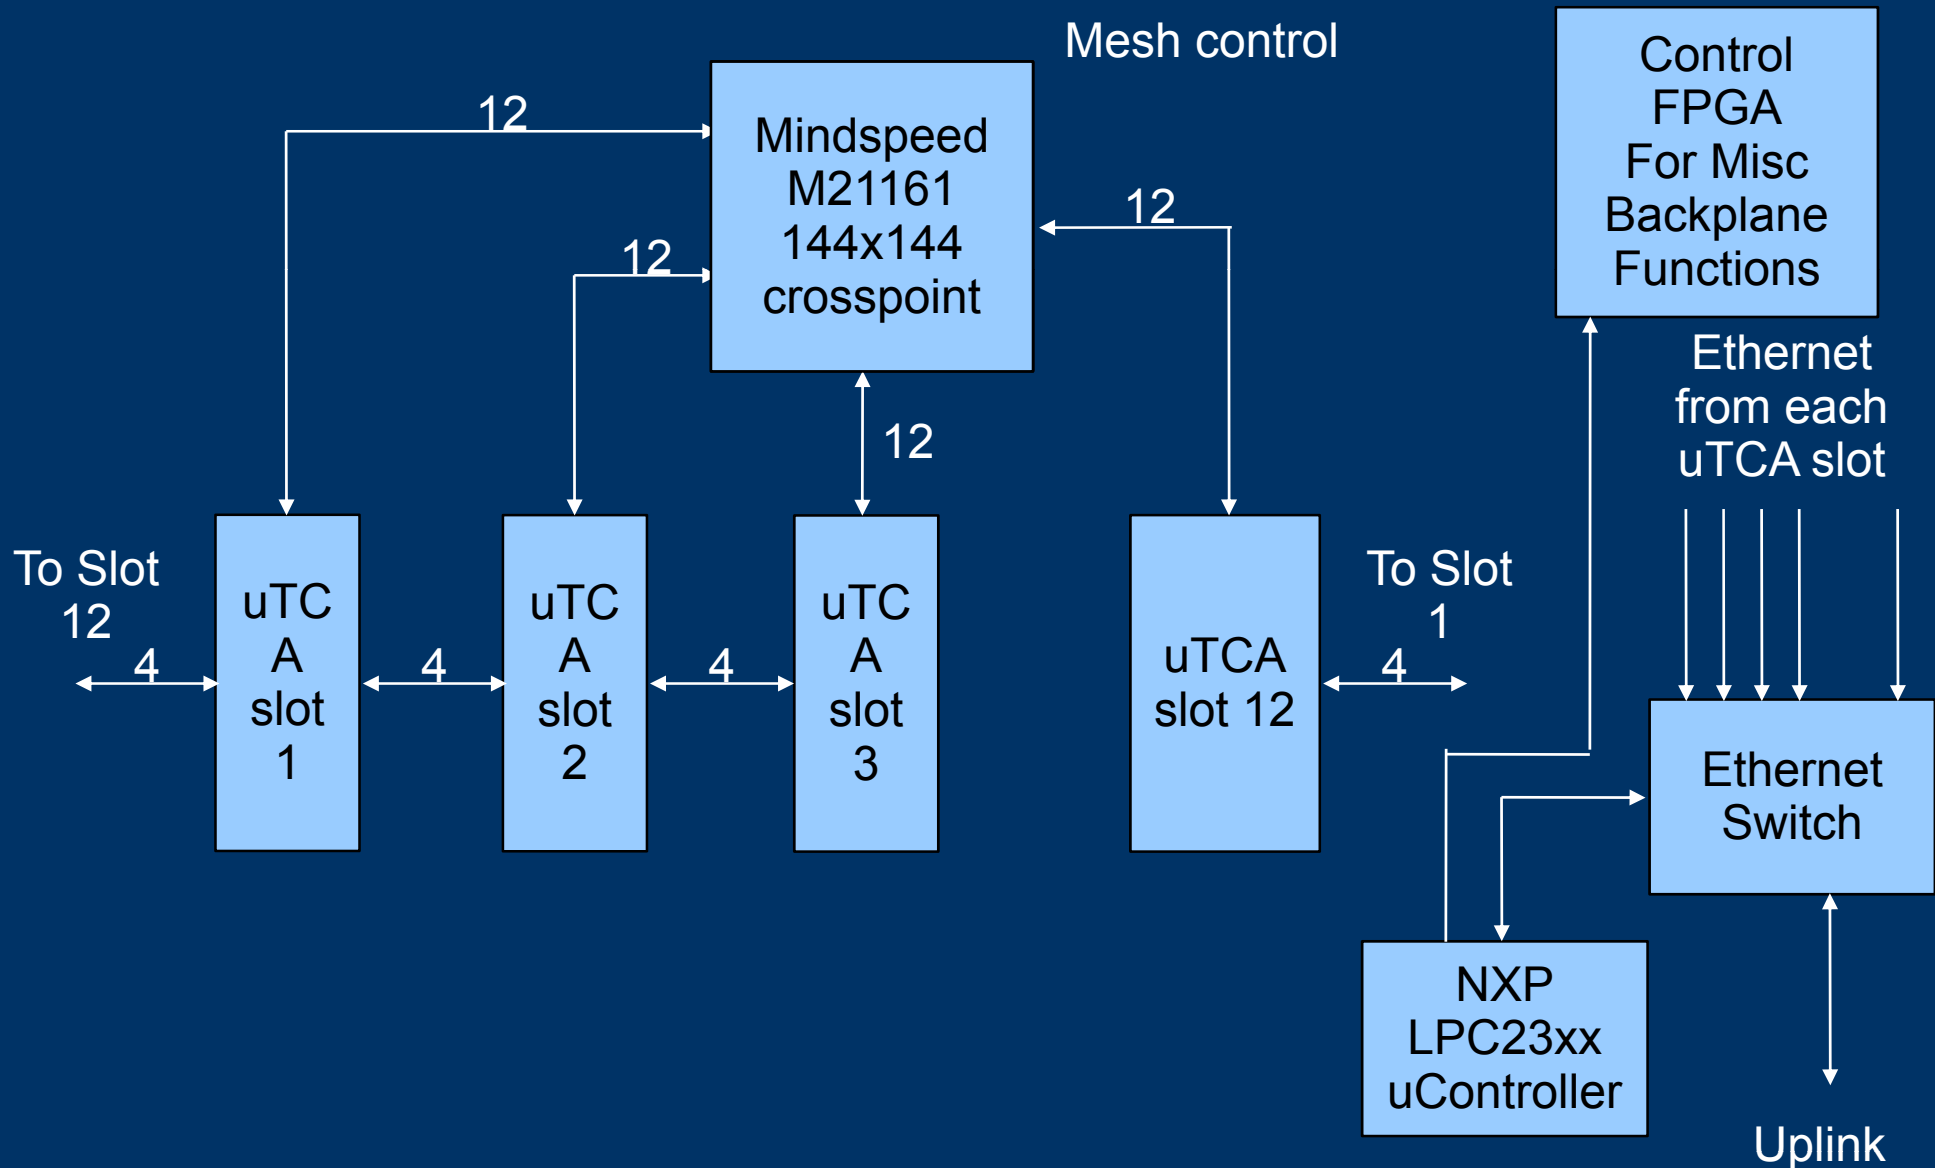 Mesh control
Control
FPGA
For Misc
Backplane
Functions
12
Mindspeed
M21161
144x144
crosspoint
12
12
12
Ethernet
from each
uTCA slot
To Slot
12
4
uTC
A
slot
1
4
uTC
A
slot
2
4
uTC
A
slot
3
uTCA
slot 12
To Slot
1
4
Ethernet
Switch
NXP
LPC23xx
uController
Uplink